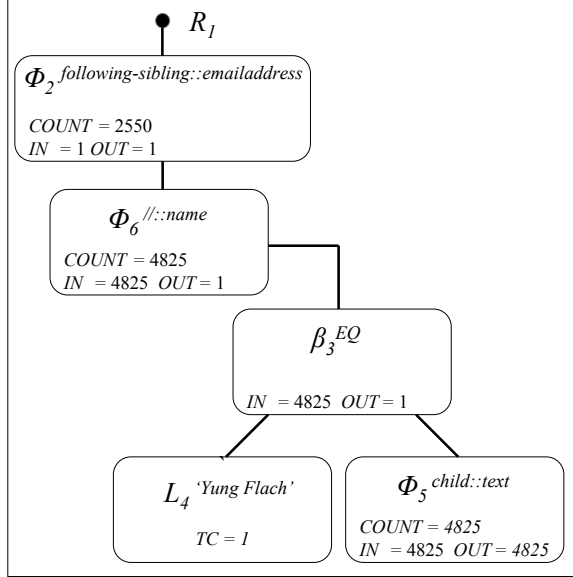 R1
Φ2 following-sibling::emailaddress
COUNT = 2550
IN = 1 OUT = 1
Φ6 //::name
COUNT = 4825
IN = 4825 OUT = 1
β3 EQ
IN = 4825 OUT = 1
L4 'Yung Flach'
TC = 1
Φ5 child::text
COUNT = 4825
IN = 4825 OUT = 4825